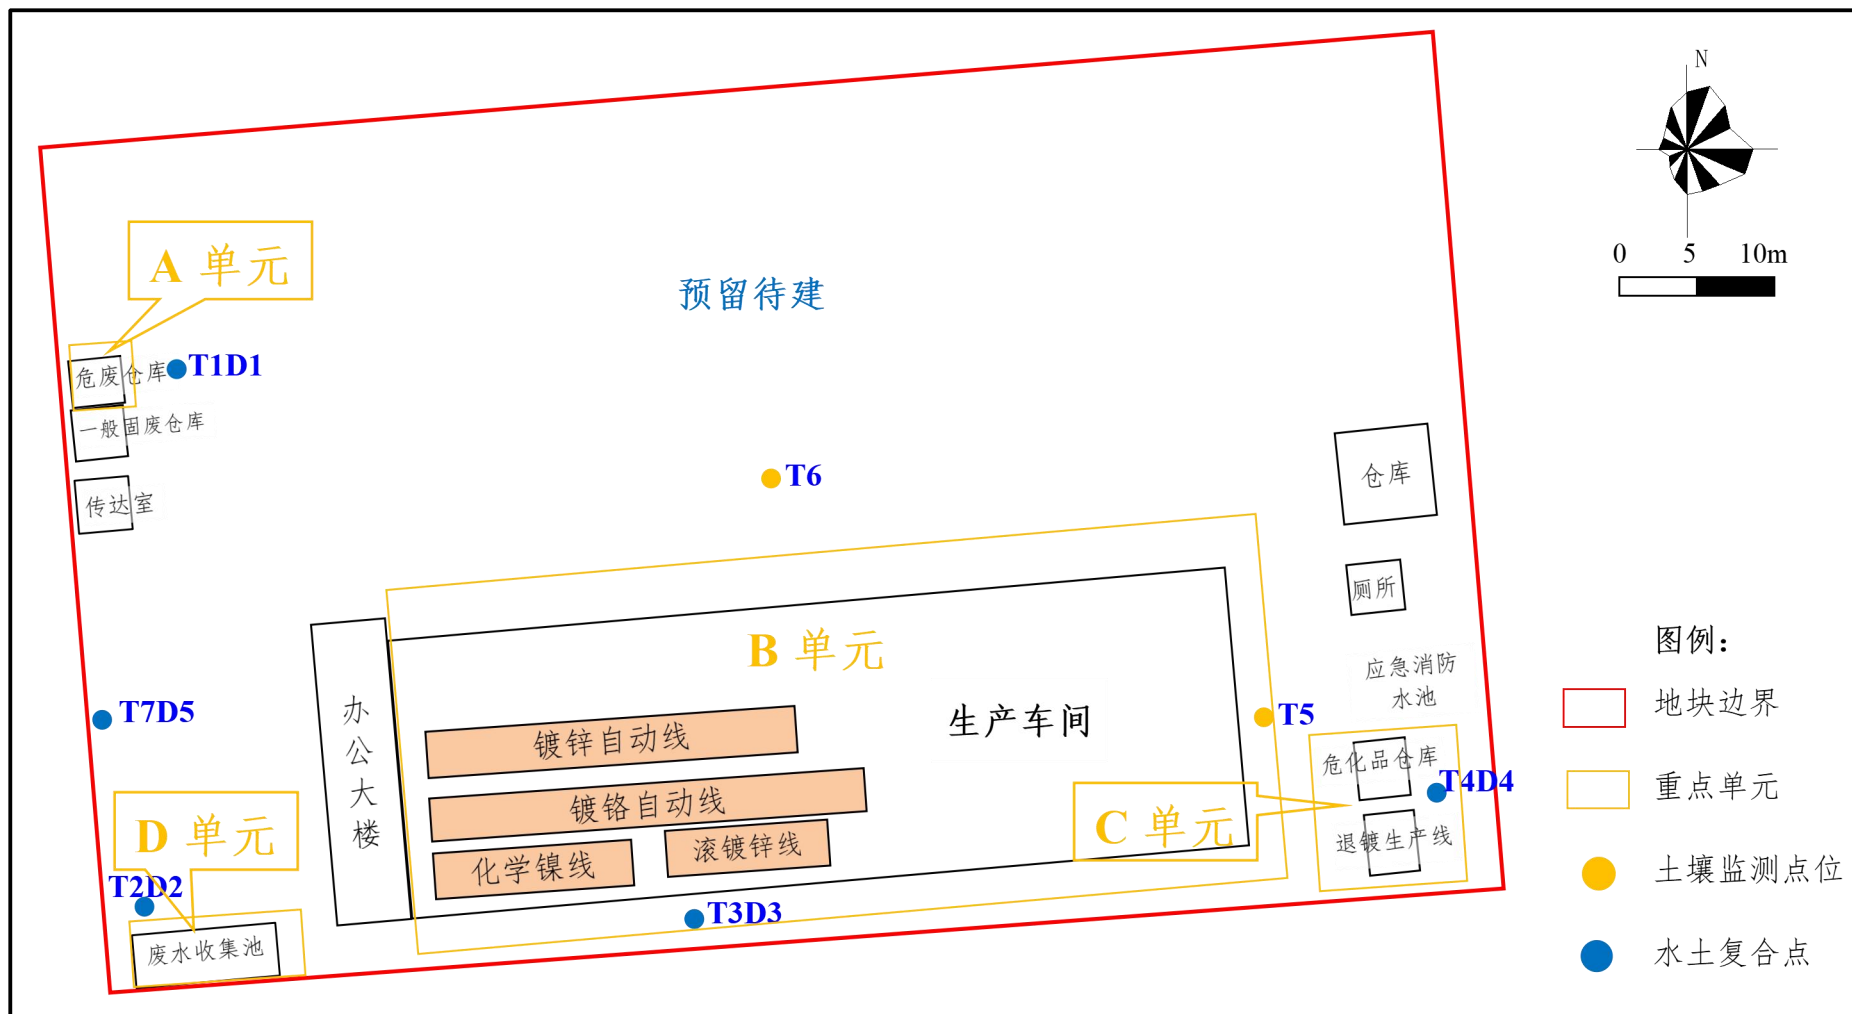 N
0 5 10m
A 单元
预留待建
危废仓库
T1D1
一般固废仓库
传达室
T6
仓库
厕所
应急消防
水池
B 单元
生产车间
办公大楼
镀锌自动线
镀铬自动线
化学镍线
滚镀锌线
T7D5
T5
危化品仓库
T4D4
C 单元
退镀生产线
D 单元
T2D2
废水收集池
T3D3
图例：
地块边界
重点单元
土壤监测点位
水土复合点